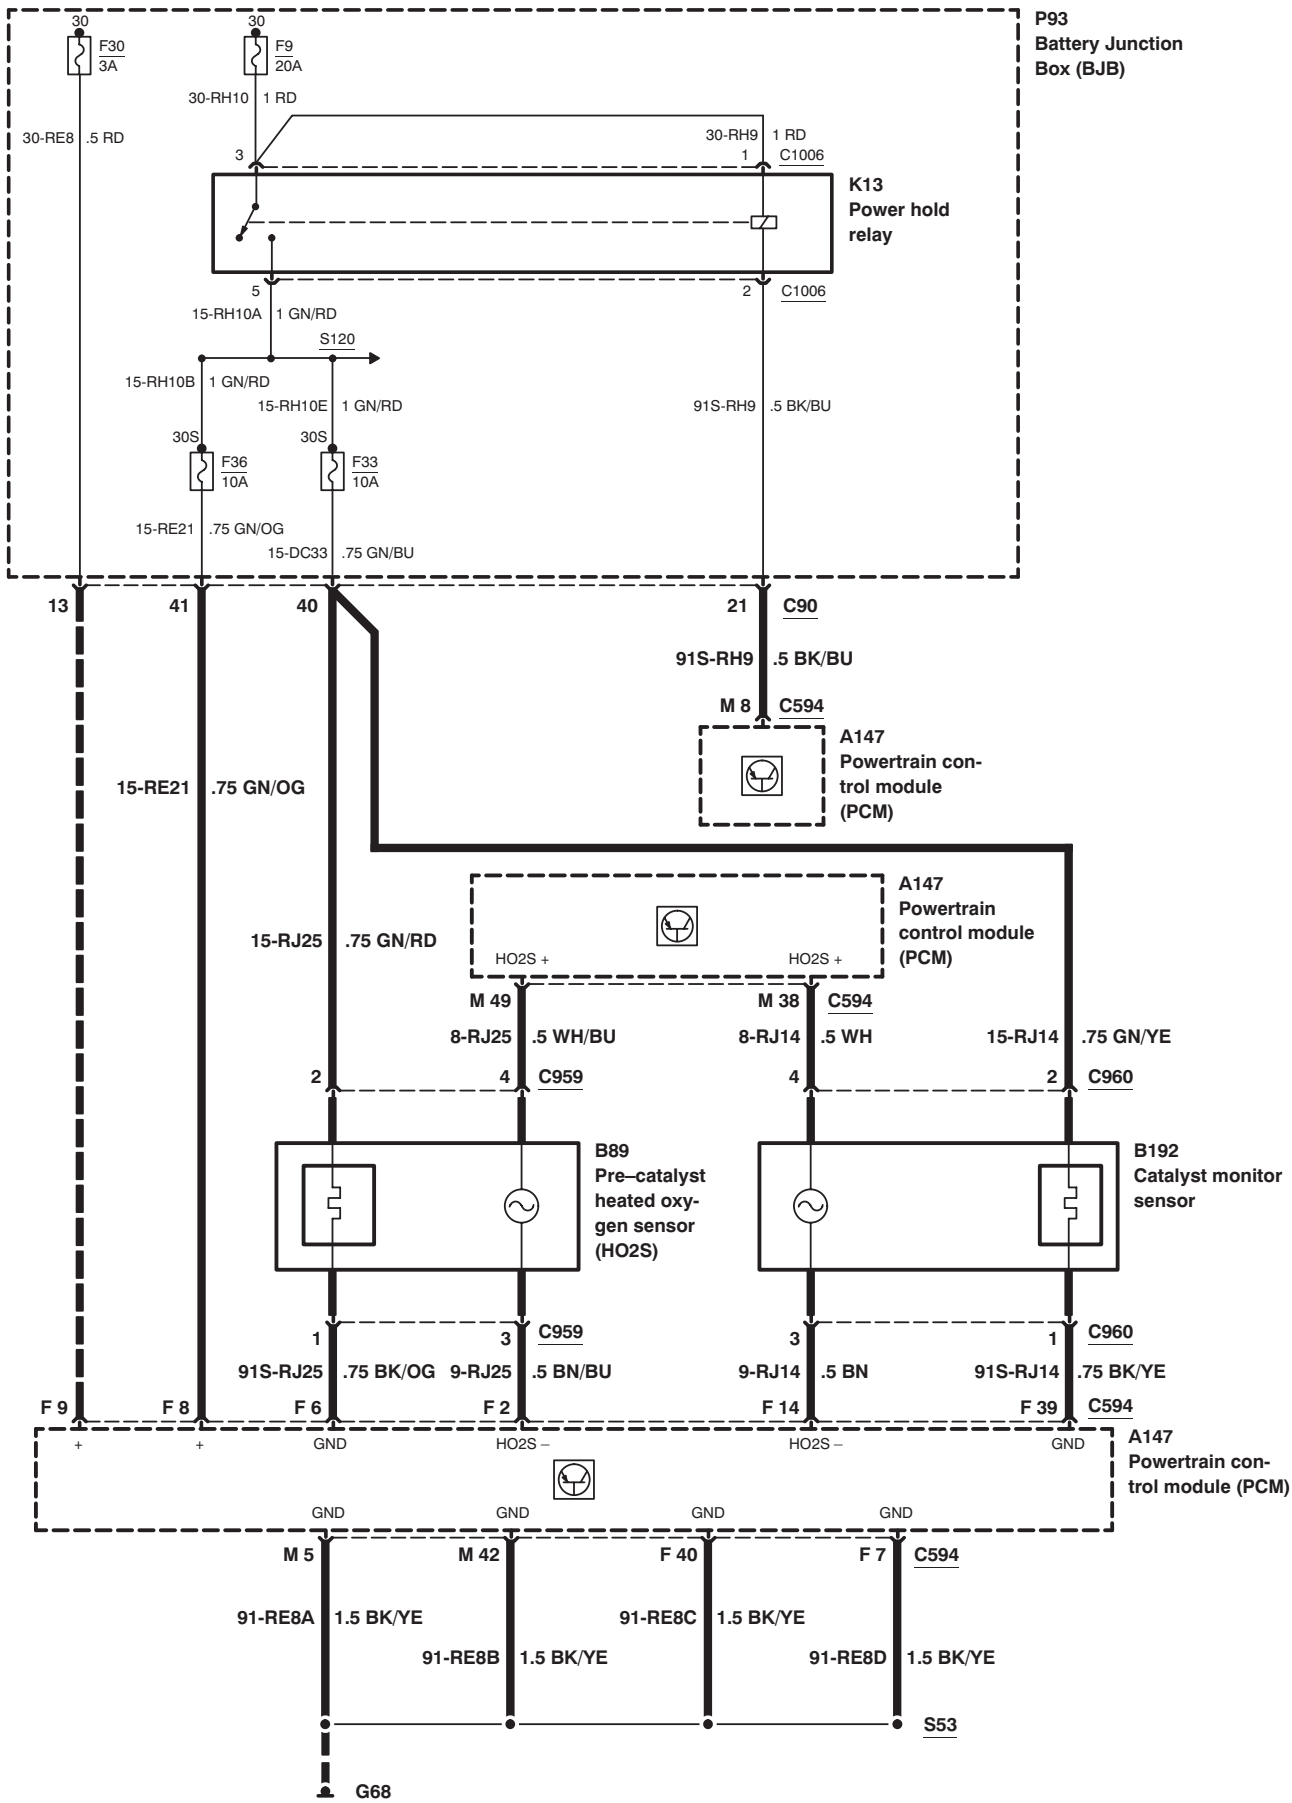 30
30
P93
Battery Junction
Box (BJB)
F30
3A
F9
20A
30-RH10 1 RD
30-RE8 .5 RD
30-RH9 1 RD
3
1 C1006
K13
Power hold
relay
5
2 C1006
15-RH10A 1 GN/RD
S120
15-RH10B 1 GN/RD
15-RH10E 1 GN/RD
91S-RH9 .5 BK/BU
30S
30S
F36
10A
F33
10A
15-RE21 .75 GN/OG
15-DC33 .75 GN/BU
13 41 40 21 C90
91S-RH9 .5 BK/BU
M 8 C594
A147
Powertrain con-
trol module
(PCM)
15-RE21 .75 GN/OG
A147
Powertrain
control module
(PCM)
15-RJ25 .75 GN/RD
HO2S + HO2S +
M 49 M 38 C594
8-RJ25 .5 WH/BU 8-RJ14 .5 WH 15-RJ14 .75 GN/YE
2 4 C959 4 2 C960
B89
Pre–catalyst
heated oxy-
gen sensor
(HO2S)
B192
Catalyst monitor
sensor
1 3 C959 3 1 C960
91S-RJ25 .75 BK/OG 9-RJ25 .5 BN/BU 9-RJ14 .5 BN 91S-RJ14 .75 BK/YE
F 9 F 8 F 6 F 2 F 14 F 39 C594
+ + GND HO2S – HO2S – GND
A147
Powertrain con-
trol module (PCM)
GND GND GND GND
M 5 M 42 F 40 F 7 C594
91-RE8A 1.5 BK/YE 91-RE8C 1.5 BK/YE
91-RE8B 1.5 BK/YE 91-RE8D 1.5 BK/YE
S53
G68